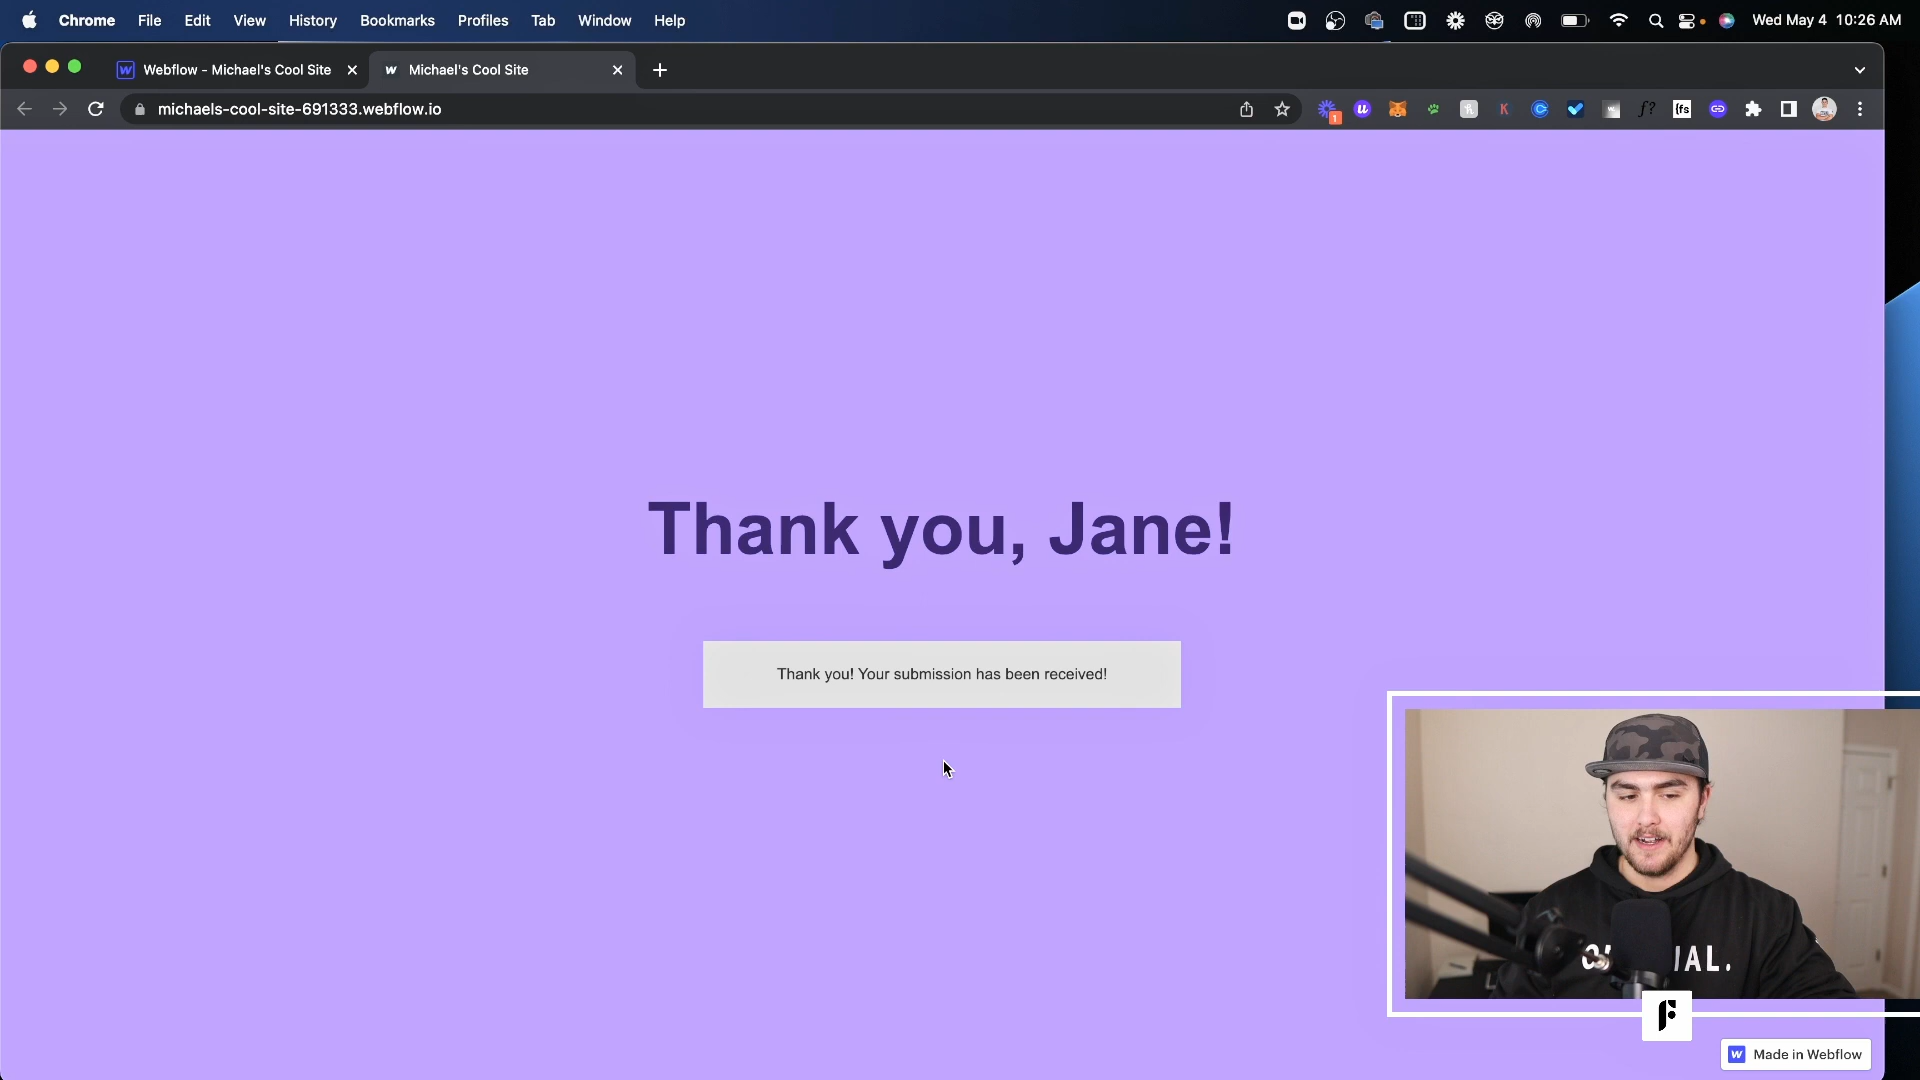 Chrome File Edit View History Bookmarks Profiles Tab Window Help Wed May 4 10:26 AM
Webflow - Michael's Cool Site Michael's Cool Site
michaels-cool-site-691333.webflow.io
Thank you, Jane!
Thank you! Your submission has been received!
Made in Webflow